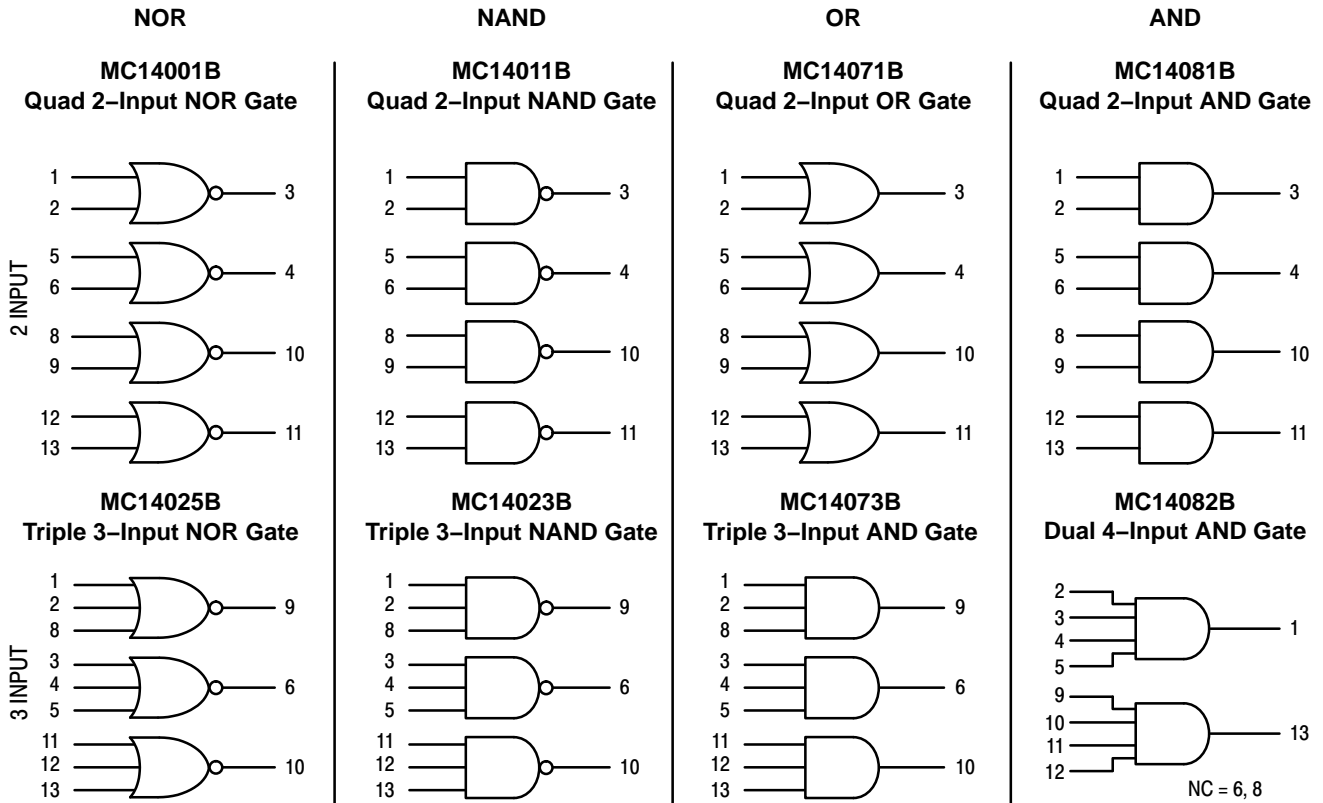 NOR NAND OR AND
MC14001B MC14011B MC14071B MC14081B
Quad 2–Input NOR Gate Quad 2–Input NAND Gate Quad 2–Input OR Gate Quad 2–Input AND Gate
2 INPUT
1 1 1 1
3 3 3 3
2 2 2 2
5 5 5 5
4 4 4 4
6 6 6 6
8 8 8 8
10 10 10 10
9 9 9 9
12 12 12 12
11 11 11 11
13 13 13 13
MC14025B MC14023B MC14073B MC14082B
Triple 3–Input NOR Gate Triple 3–Input NAND Gate Triple 3–Input AND Gate Dual 4–Input AND Gate
3 INPUT
1 1 1 2
2 9 2 9 2 9 3 1
8 8 8 4
3 3 3 5
4 6 4 6 4 6 9
5 5 5 10 13
11 11 11 11
12 10 12 10 12 10 12
13 13 13 NC = 6, 8